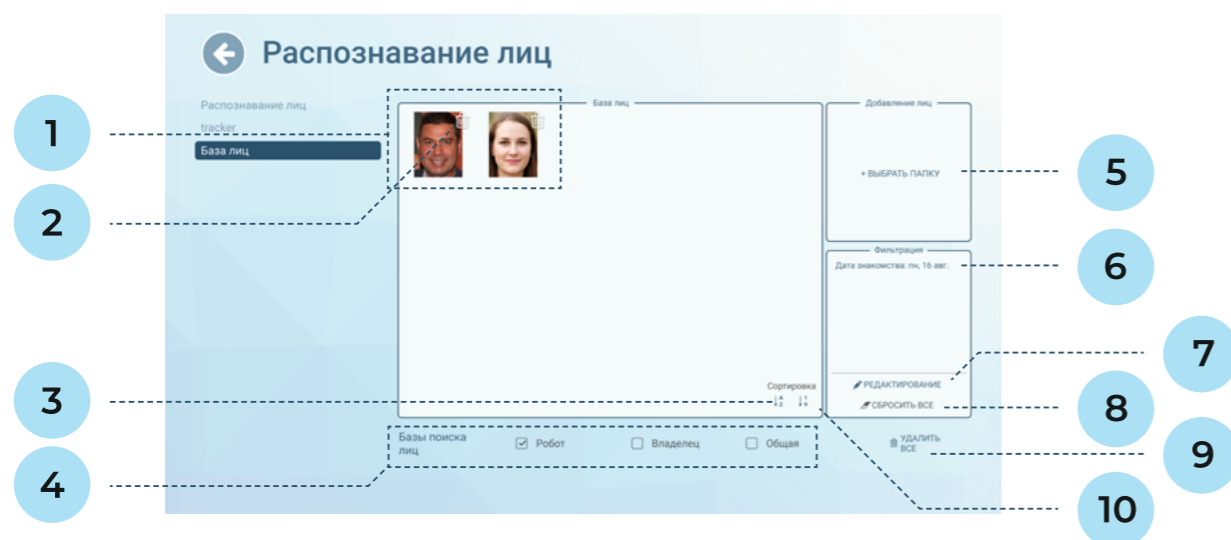 Распознавание лиц
Распознавание лиц
tracker
База лиц
База лиц
Добавление лиц
+ ВЫБРАТЬ ПАПКУ
Фильтрация
Дата знакомства: пн, 16 авг.
РЕДАКТИРОВАНИЕ
СБРОСИТЬ ВСЕ
Сортировка
Базы поиска
лиц
Робот
Владелец
Общая
УДАЛИТЬ
ВСЕ
1
2
3
4
5
6
7
8
9
10